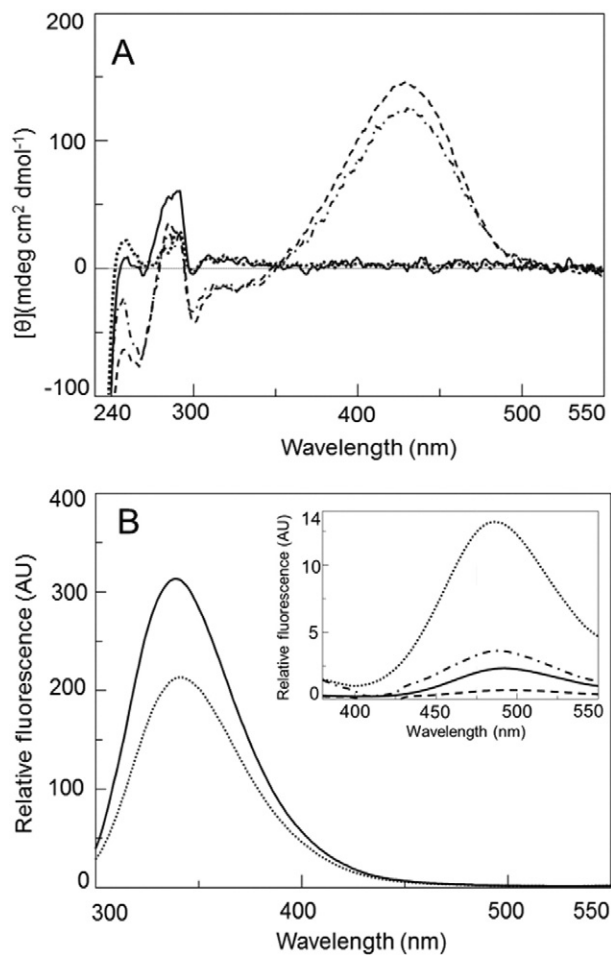 A
[θ](mdeg cm² dmol⁻¹)
200
100
0
-100
240 300 400 500 550
Wavelength (nm)
B
Relative fluorescence (AU)
400
300
200
100
0
300 400 500 550
Wavelength (nm)
Relative fluorescence (AU)
14
10
5
0
380 400 450 500 550
Wavelength (nm)